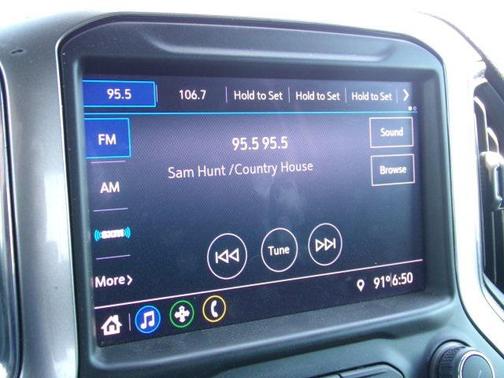 95.5 106.7 Hold to Set Hold to Set Hold to Set
FM
95.5 95.5
Sound
AM
Sam Hunt /Country House
Browse
SXM
Tune
More
91° 6:50